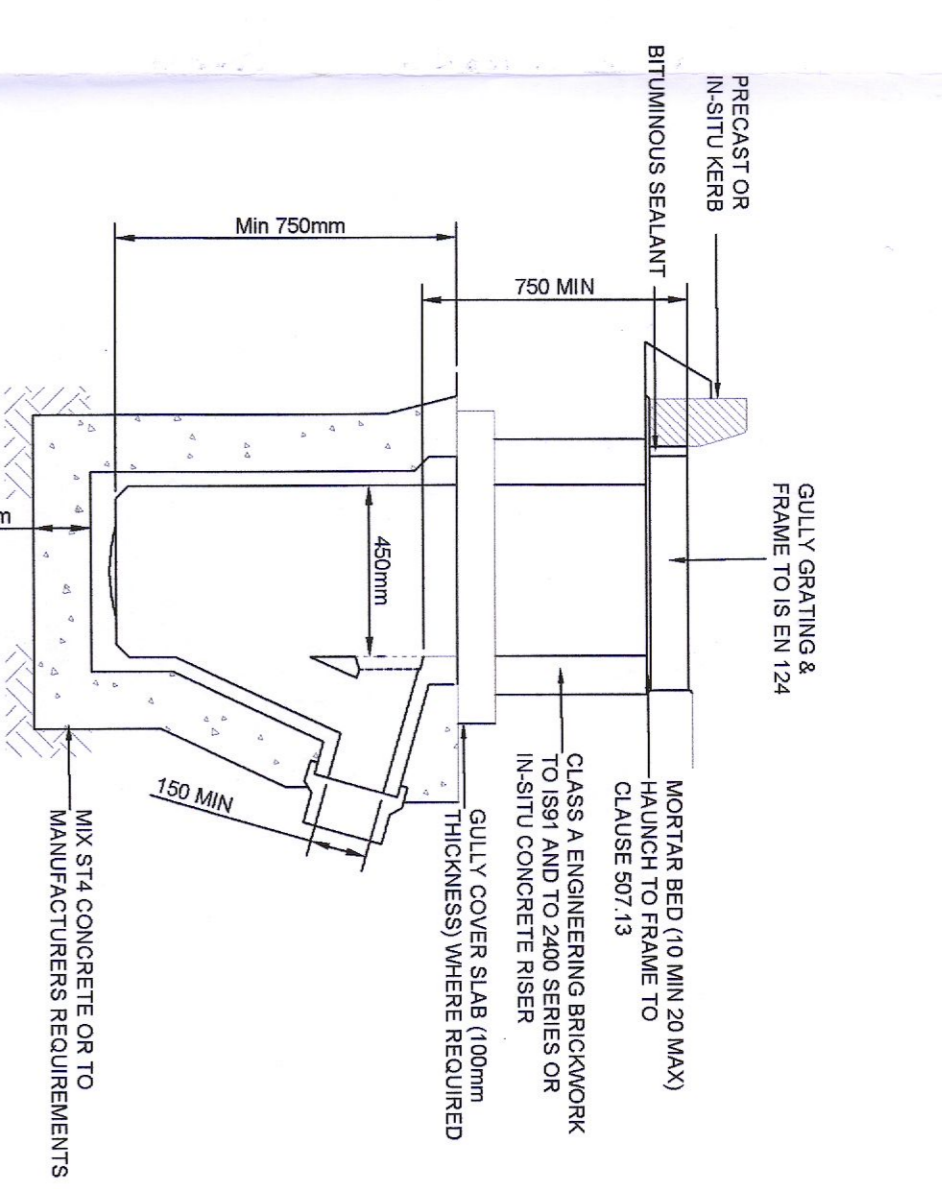 PRECAST OR
IN-SITU KERB
BITUMINOUS SEALANT
GULLY GRATING &
FRAME TO IS EN 124
MORTAR BED (10 MIN 20 MAX)
HAUNCH TO FRAME TO
CLAUSE 507.13
CLASS A ENGINEERING BRICKWORK
TO IS91 AND TO 2400 SERIES OR
IN-SITU CONCRETE RISER
GULLY COVER SLAB (100mm
THICKNESS) WHERE REQUIRED
MIX ST4 CONCRETE OR TO
MANUFACTURERS REQUIREMENTS
750 MIN
Min 750mm
450mm
150 MIN